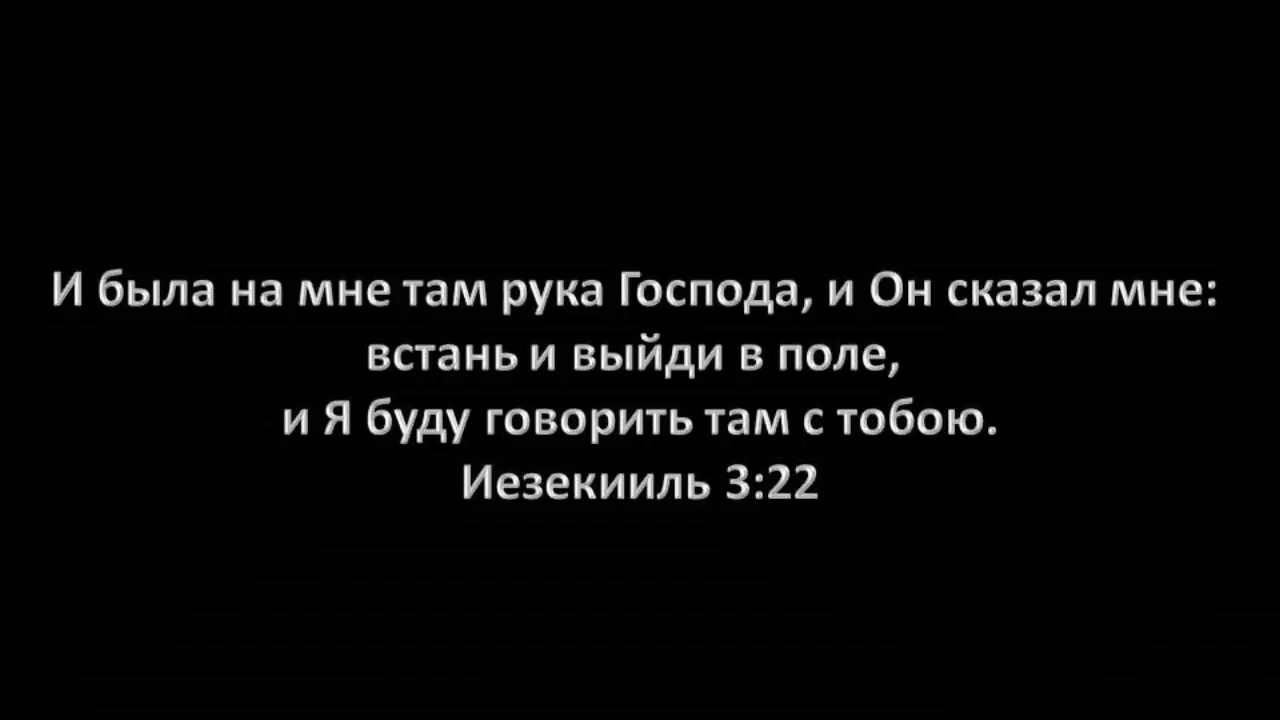 И была на мне там рука Господа, и Он сказал мне:
встань и выйди в поле,
и Я буду говорить там с тобою.
Иезекииль 3:22